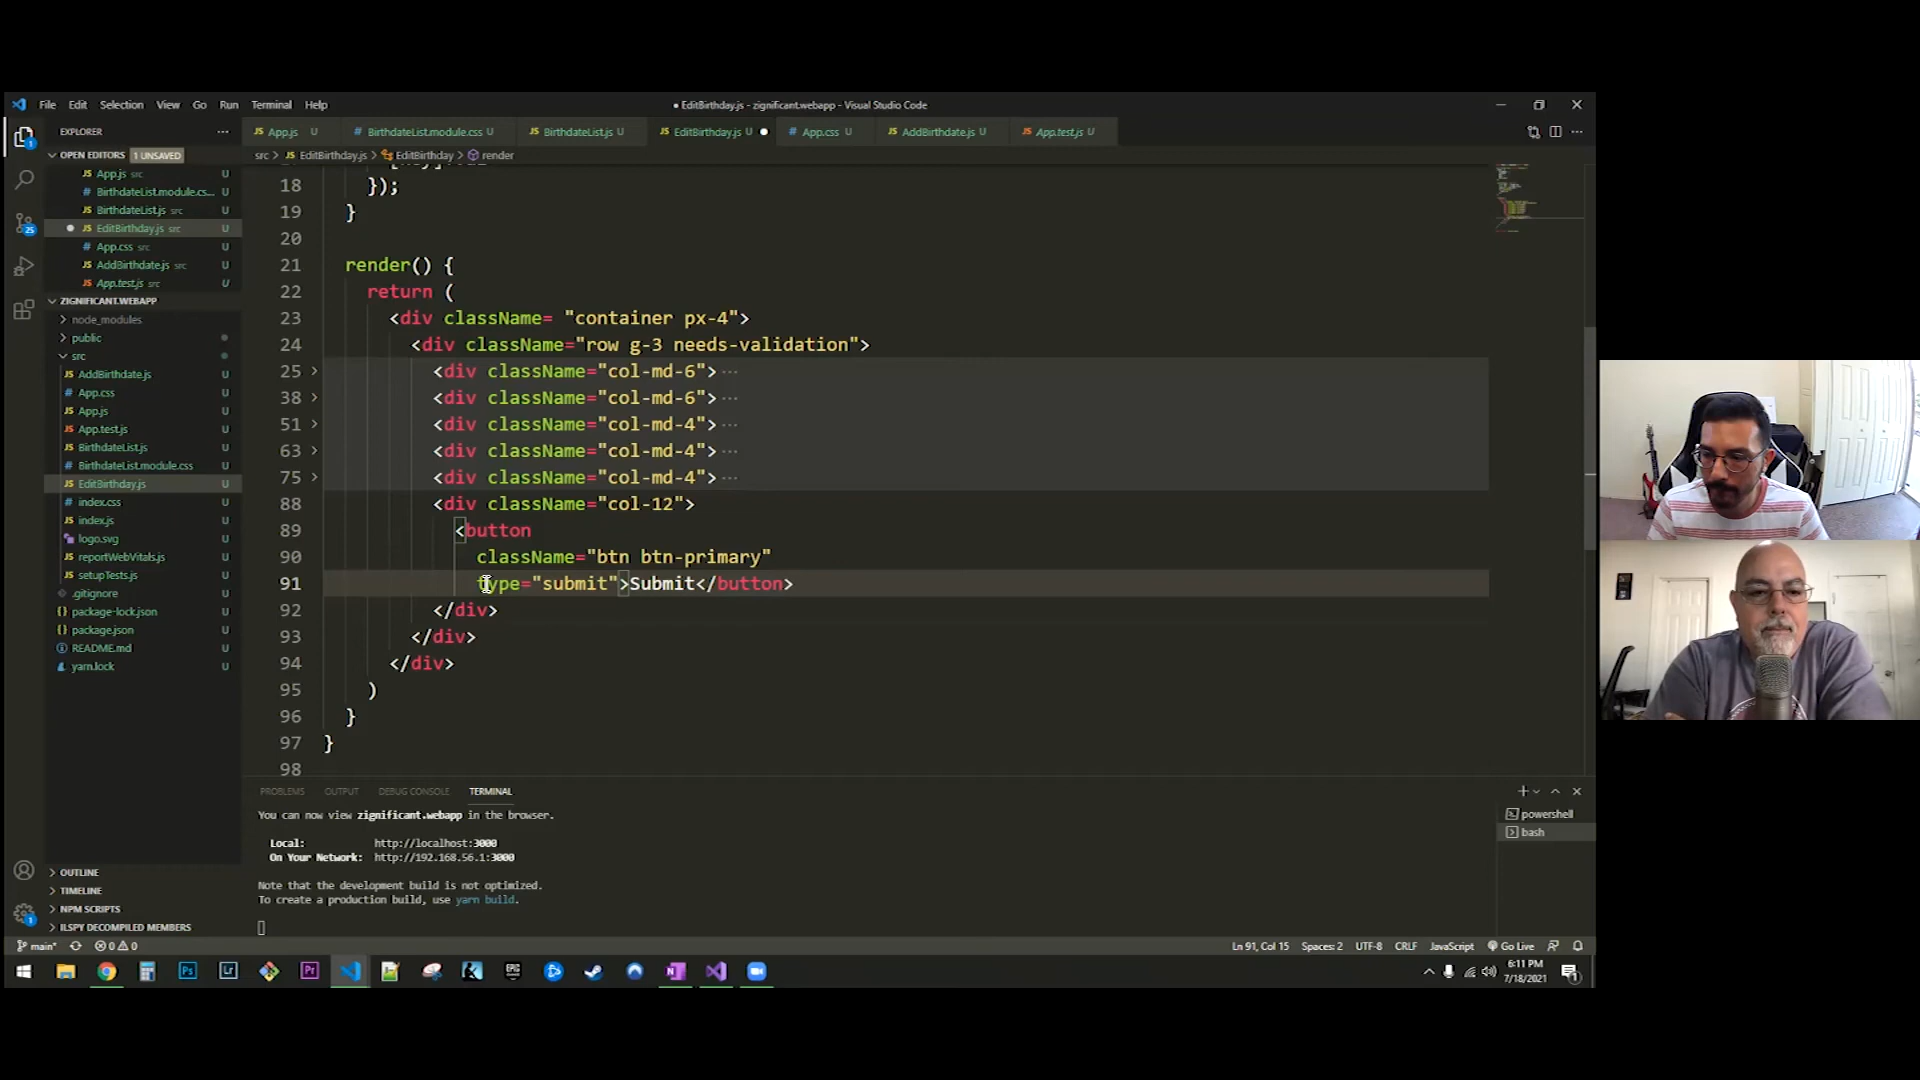 File Edit Selection View Go Run Terminal Help
● EditBirthday.js - zignificant.webapp - Visual Studio Code
EXPLORER ···
App.js U BirthdateList.module.css U BirthdateList.js U EditBirthday.js U App.css U AddBirthdate.js U App.test.js U
OPEN EDITORS 1 UNSAVED
src > EditBirthday.js > EditBirthday > render
App.js src U
BirthdateList.module.cs... U
BirthdateList.js src U
EditBirthday.js src U
App.css src U
AddBirthdate.js src U
App.test.js src U
ZIGNIFICANT.WEBAPP
node_modules
public
src
AddBirthdate.js U
App.css U
App.js U
App.test.js U
BirthdateList.js U
BirthdateList.module.css U
EditBirthday.js U
index.css U
index.js U
logo.svg U
reportWebVitals.js U
setupTests.js U
.gitignore U
package-lock.json U
package.json U
README.md U
yarn.lock U
OUTLINE
TIMELINE
NPM SCRIPTS
ILSPY DECOMPILED MEMBERS
18 });
19 }
20
21 render() {
22 return (
23 <div className= "container px-4">
24 <div className="row g-3 needs-validation">
25 <div className="col-md-6"> ···
38 <div className="col-md-6"> ···
51 <div className="col-md-4"> ···
63 <div className="col-md-4"> ···
75 <div className="col-md-4"> ···
88 <div className="col-12">
89 <button
90 className="btn btn-primary"
91 type="submit">Submit</button>
92 </div>
93 </div>
94 </div>
95 )
96 }
97 }
98
PROBLEMS OUTPUT DEBUG CONSOLE TERMINAL
You can now view zignificant.webapp in the browser.
Local: http://localhost:3000
On Your Network: http://192.168.56.1:3000
Note that the development build is not optimized.
To create a production build, use yarn build.
powershell
bash
main* 0 0
Ln 91, Col 15 Spaces: 2 UTF-8 CRLF JavaScript Go Live
6:11 PM
7/18/2021